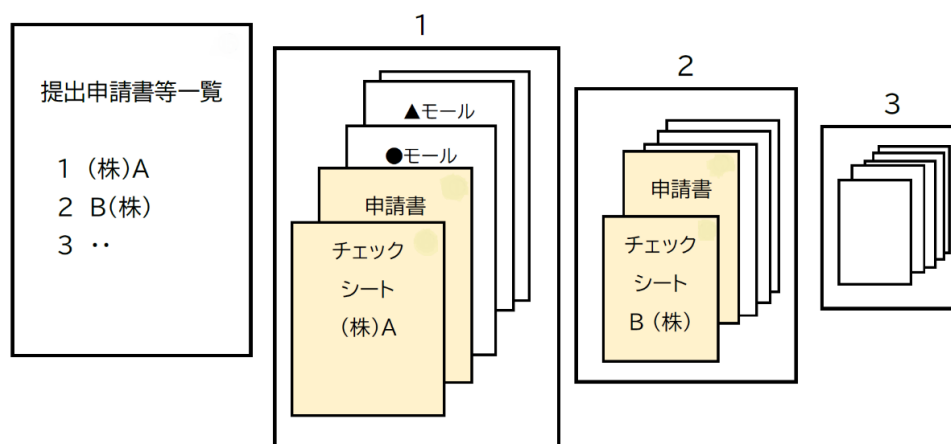 提出申請書等一覧
1 (株)A
2 B(株)
3 ‥
1
▲モール
●モール
申請書
チェック
シート
(株)A
2
申請書
チェック
シート
B (株)
3